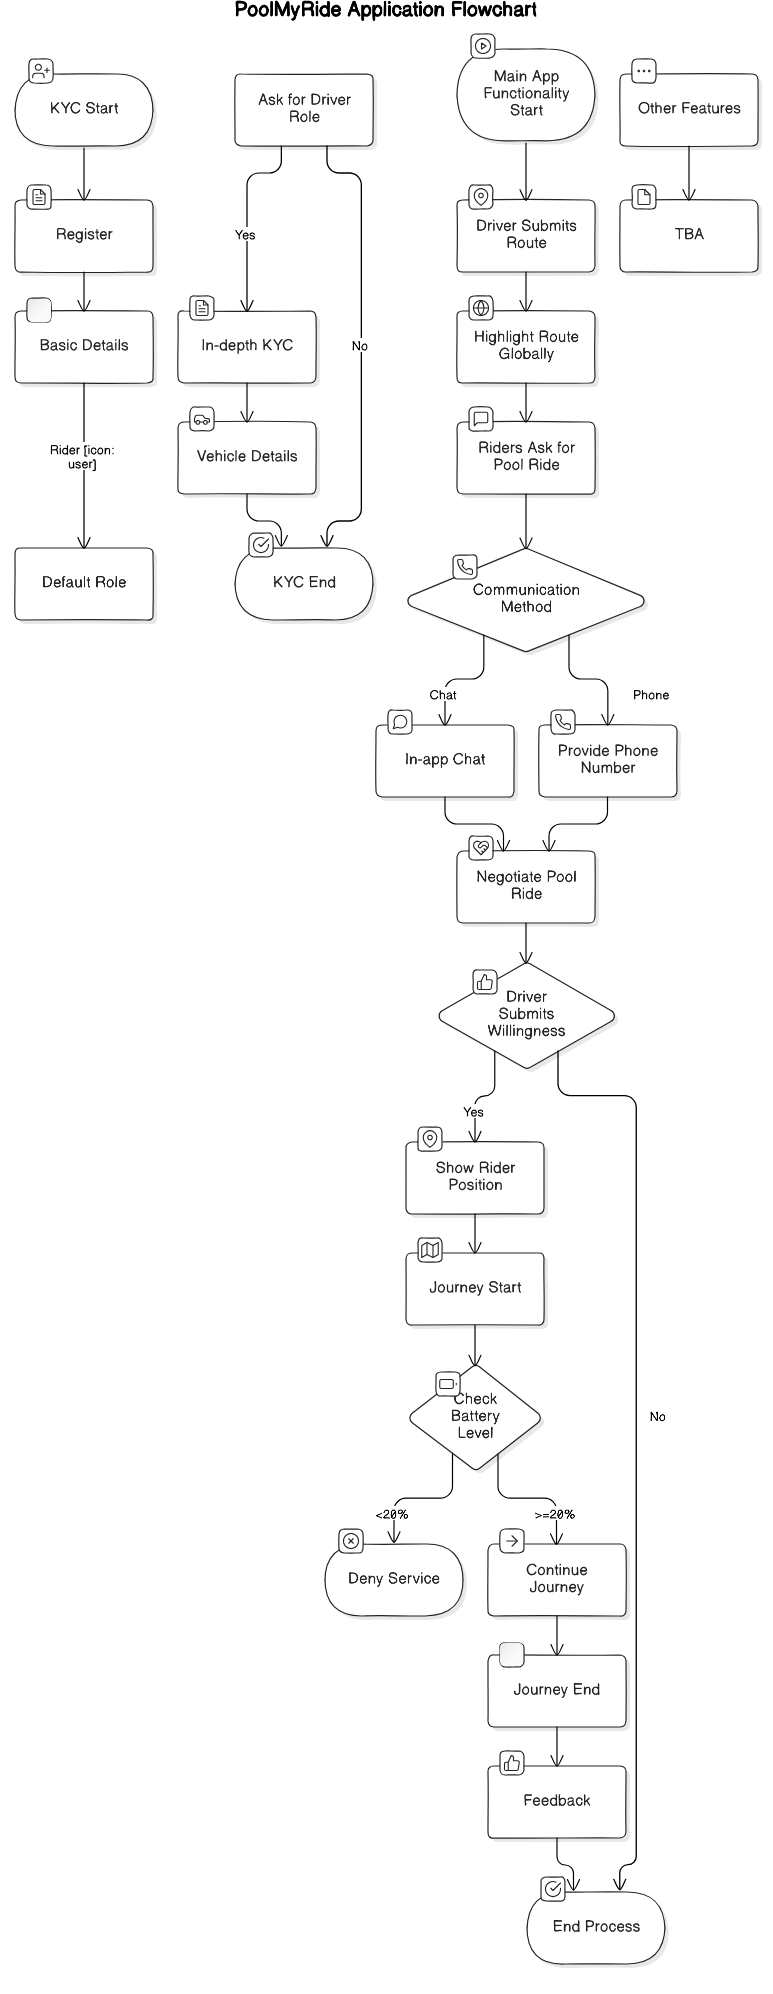 PoolMyRide Application Flowchart
KYC Start
Register
Basic Details
Rider [icon:
user]
Default Role
Ask for Driver
Role
Yes
No
In-depth KYC
Vehicle Details
KYC End
Main App
Functionality
Start
Driver Submits
Route
Highlight Route
Globally
Riders Ask for
Pool Ride
Communication
Method
Chat
Phone
In-app Chat
Provide Phone
Number
Negotiate Pool
Ride
Driver
Submits
Willingness
Yes
No
Show Rider
Position
Journey Start
Check
Battery
Level
<20%
>=20%
Deny Service
Continue
Journey
Journey End
Feedback
End Process
Other Features
TBA